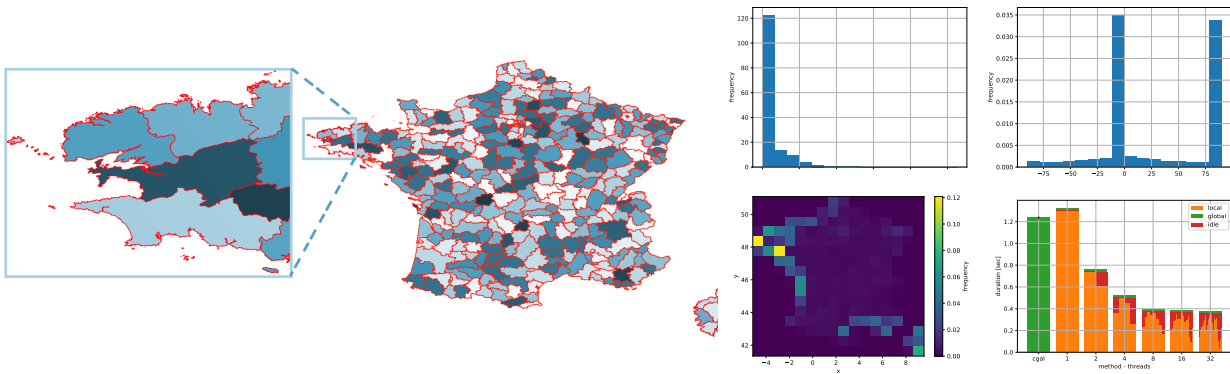 120
100
80
60
40
20
0
frequency
0.035
0.030
0.025
0.020
0.015
0.010
0.005
0.000
frequency
−75 −50 −25 0 25 50 75
50
48
46
44
42
y
−4 −2 0 2 4 6 8
x
0.12
0.10
0.08
0.06
0.04
0.02
0.00
frequency
1.2
1.0
0.8
0.6
0.4
0.2
0.0
duration [sec]
local
global
idle
cgal 1 2 4 8 16 32
method - threads